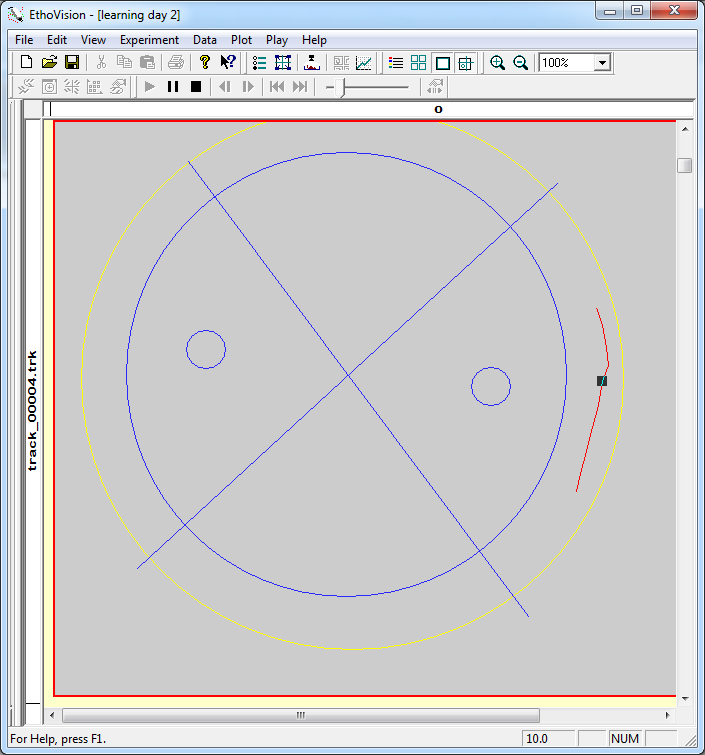 EthoVision - [learning day 2]
File Edit View Experiment Data Plot Play Help
100%
o
track_00004.trk
For Help, press F1.
10.0
NUM